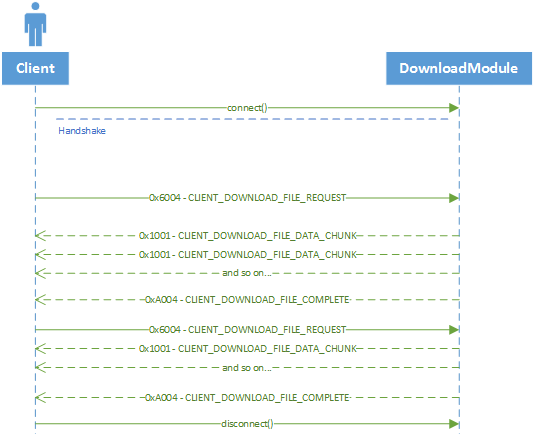 Client
DownloadModule
connect()
Handshake
0x6004 - CLIENT_DOWNLOAD_FILE_REQUEST
0x1001 - CLIENT_DOWNLOAD_FILE_DATA_CHUNK
0x1001 - CLIENT_DOWNLOAD_FILE_DATA_CHUNK
and so on...
0xA004 - CLIENT_DOWNLOAD_FILE_COMPLETE
0x6004 - CLIENT_DOWNLOAD_FILE_REQUEST
0x1001 - CLIENT_DOWNLOAD_FILE_DATA_CHUNK
and so on...
0xA004 - CLIENT_DOWNLOAD_FILE_COMPLETE
disconnect()